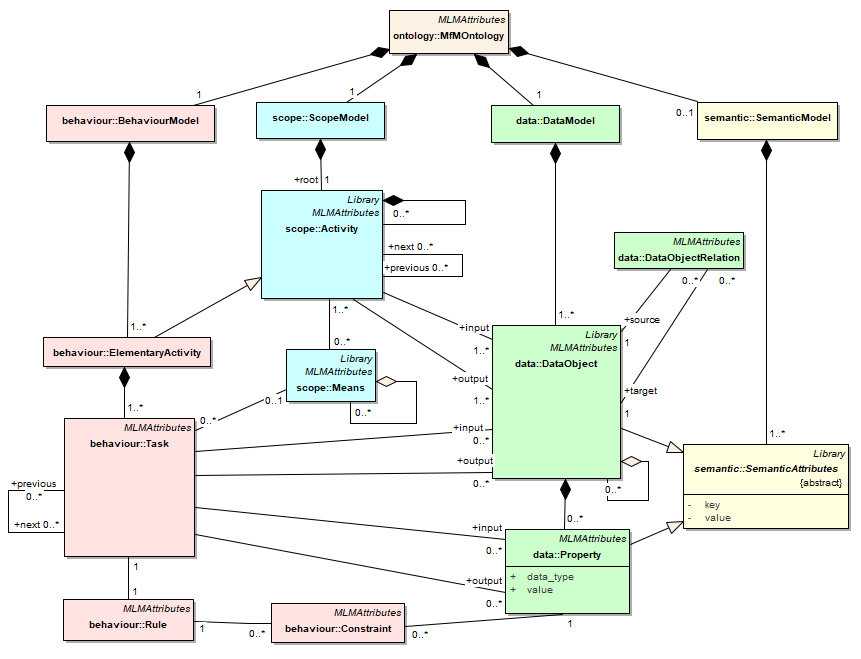 MLMAttributes
ontology::MfMOntology
1
1
1
0..1
behaviour::BehaviourModel
scope::ScopeModel
data::DataModel
semantic::SemanticModel
+root 1
Library
MLMAttributes
scope::Activity
0..*
+next 0..*
+previous 0..*
MLMAttributes
data::DataObjectRelation
0..*
0..*
1..*
1..*
1..*
+source
1
+input
1..*
Library
MLMAttributes
data::DataObject
behaviour::ElementaryActivity
0..*
Library
MLMAttributes
scope::Means
0..*
+output
1..*
+target
1
1..*
0..1
0..*
MLMAttributes
behaviour::Task
+input
0..*
+output
0..*
0..*
1..*
Library
semantic::SemanticAttributes
{abstract}
- key
- value
+previous
0..*
+next 0..*
0..*
+input
0..*
MLMAttributes
data::Property
+ data_type
+ value
+output
0..*
1
1
MLMAttributes
behaviour::Rule
1
0..*
MLMAttributes
behaviour::Constraint
0..*
1